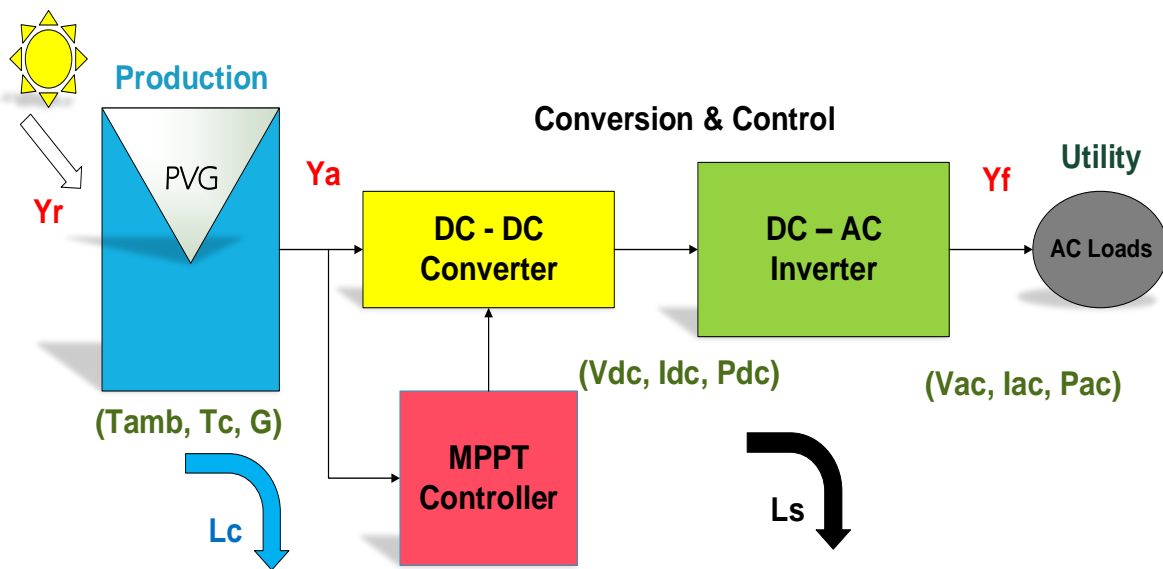 Production
Conversion & Control
Utility
PVG
Yr
Ya
Yf
DC - DC
Converter
DC – AC
Inverter
AC Loads
(Vdc, Idc, Pdc)
(Vac, Iac, Pac)
(Tamb, Tc, G)
MPPT
Controller
Lc
Ls